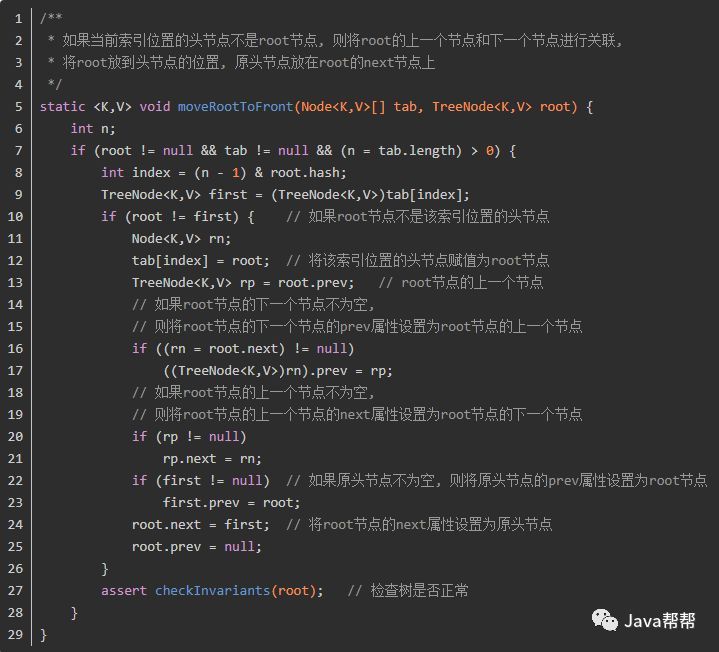 1 /**
2  * 如果当前索引位置的头节点不是root节点, 则将root的上一个节点和下一个节点进行关联,
3  * 将root放到头节点的位置, 原头节点放在root的next节点上
4  */
5 static <K,V> void moveRootToFront(Node<K,V>[] tab, TreeNode<K,V> root) {
6     int n;
7     if (root != null && tab != null && (n = tab.length) > 0) {
8         int index = (n - 1) & root.hash;
9         TreeNode<K,V> first = (TreeNode<K,V>)tab[index];
10         if (root != first) {    // 如果root节点不是该索引位置的头节点
11             Node<K,V> rn;
12             tab[index] = root;  // 将该索引位置的头节点赋值为root节点
13             TreeNode<K,V> rp = root.prev;   // root节点的上一个节点
14             // 如果root节点的下一个节点不为空,
15             // 则将root节点的下一个节点的prev属性设置为root节点的上一个节点
16             if ((rn = root.next) != null)
17                 ((TreeNode<K,V>)rn).prev = rp;
18             // 如果root节点的上一个节点不为空,
19             // 则将root节点的上一个节点的next属性设置为root节点的下一个节点
20             if (rp != null)
21                 rp.next = rn;
22             if (first != null)  // 如果原头节点不为空, 则将原头节点的prev属性设置为root节点
23                 first.prev = root;
24             root.next = first;  // 将root节点的next属性设置为原头节点
25             root.prev = null;
26         }
27         assert checkInvariants(root);   // 检查树是否正常
28     }
29 }
Java帮帮